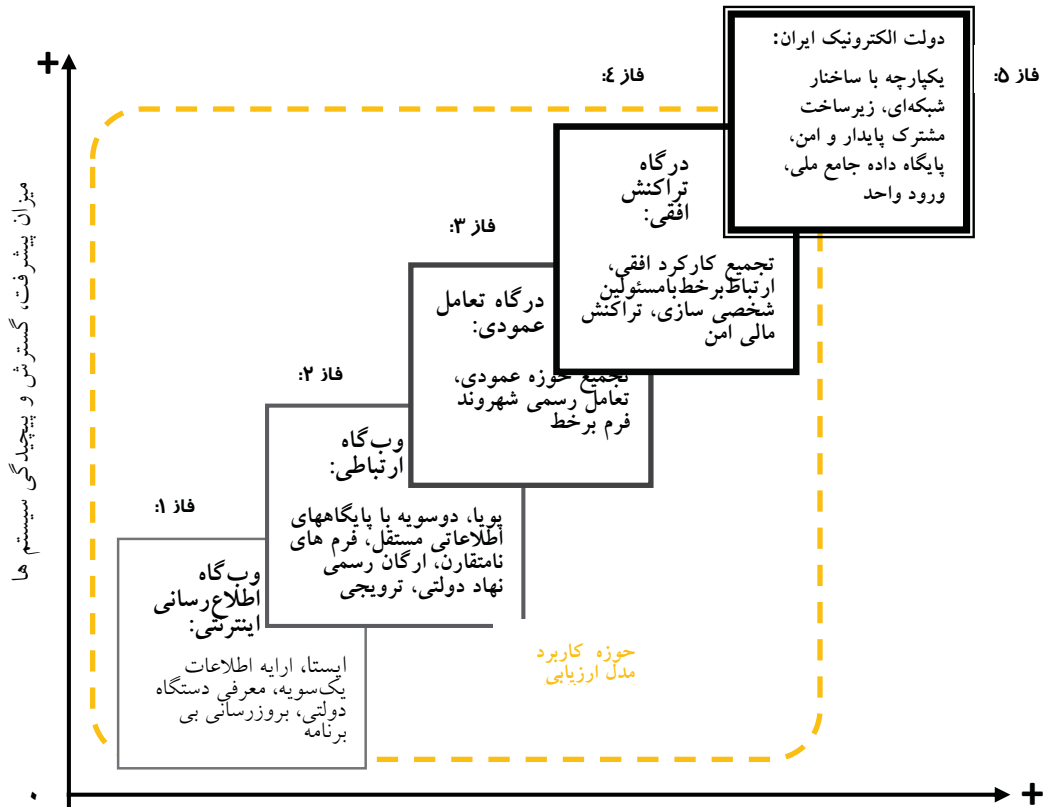 دولت الکترونیک ایران:
یکپارچه با ساختار
شبکه‌ای، زیرساخت
مشترک پایدار و امن،
پایگاه داده جامع ملی،
ورود واحد
فاز ۵:
فاز ۴:
درگاه
تراکنش
افقی:
تجمیع کارکرد افقی،
ارتباط‌برخط‌بامسئولین
شخصی سازی، تراکنش
مالی امن
فاز ۳:
درگاه تعامل
عمودی:
تجمیع حوزه عمودی،
تعامل رسمی شهروند
فرم برخط
فاز ۲:
وب‌گاه
ارتباطی:
پویا، دوسویه با پایگاههای
اطلاعاتی مستقل، فرم های
نامتقارن، ارگان رسمی
نهاد دولتی، ترویجی
فاز ۱:
وب‌گاه
اطلاع‌رسانی
اینترنتی:
ایستا، ارایه اطلاعات
یک‌سویه، معرفی دستگاه
دولتی، بروزرسانی بی
برنامه
حوزه کاربرد
مدل ارزیابی
میزان پیشرفت، گسترش و پیچیدگی سیستم ها
+
۰
+